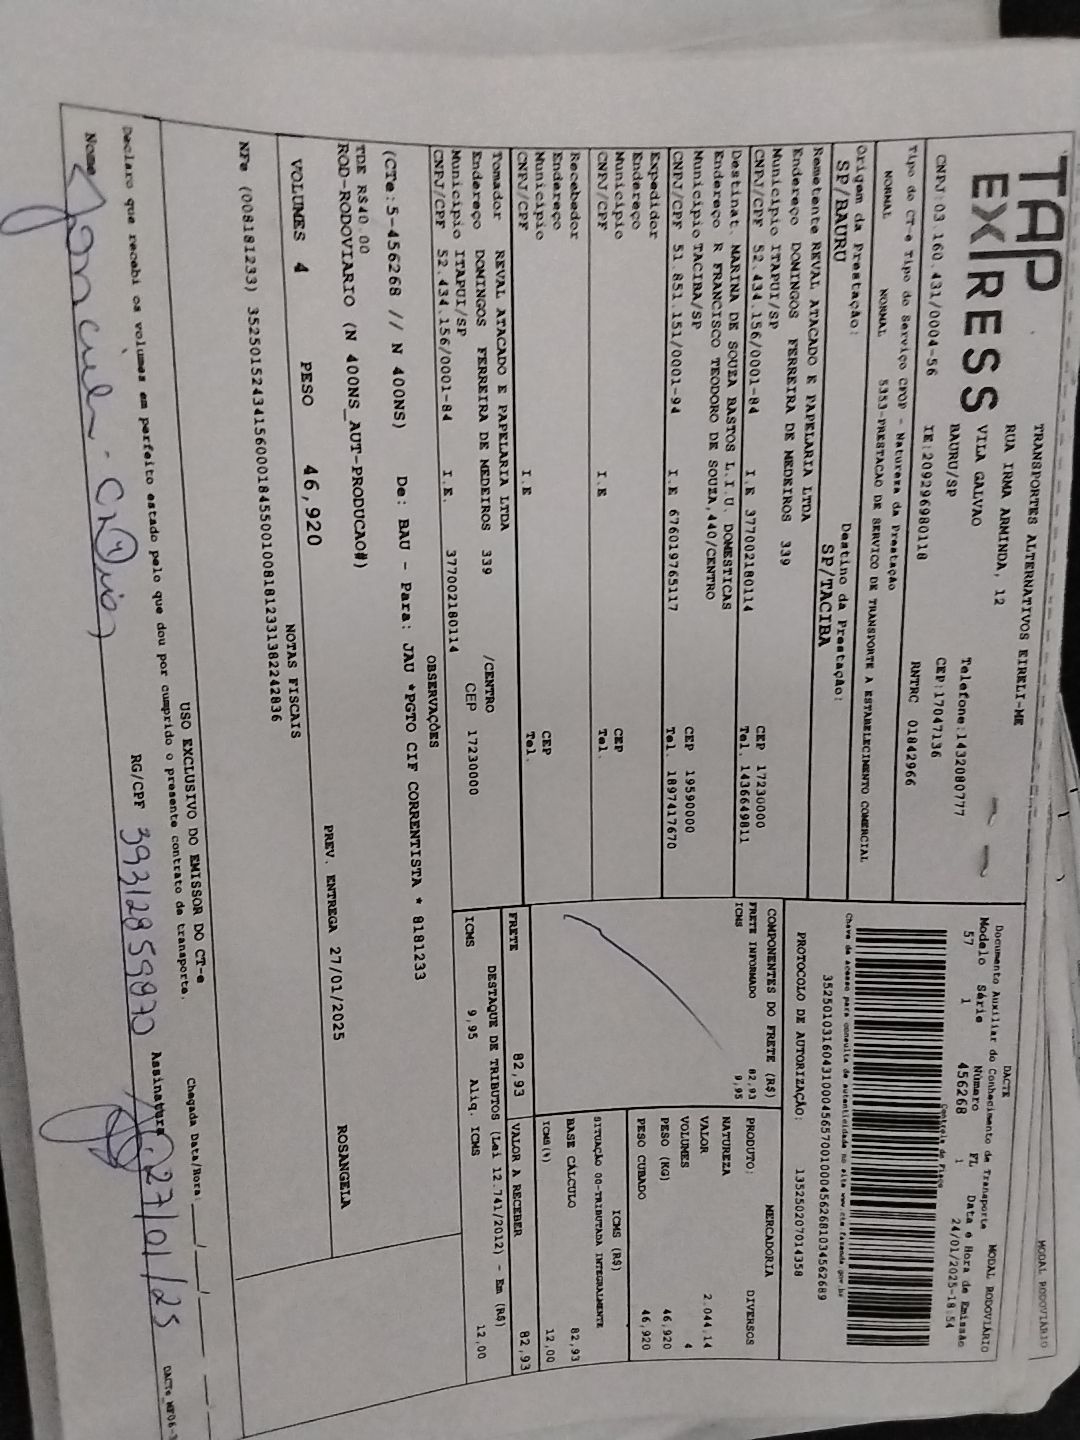 MODAL RODOVIÁRIO
TAP
EXPRESS
TRANSPORTES ALTERNATIVOS EIRELI-ME
RUA IRMA ARMINDA, 12
VILA GALVAO
BAURU/SP
Telefone:1432080777
CEP:17047136
CNPJ:03.160.431/0004-56 IE:209296980118 RNTRC 01842966
DACTE MODAL RODOVIÁRIO
Documento Auxiliar do Conhecimento de Transporte
Modelo Série Número FL Data e Hora de Emissão
57 1 456268 1 24/01/2025-18:54
Controle do Fisco
Chave de acesso para consulta de autenticidade no site www.cte.fazenda.gov.br
PROTOCOLO DE AUTORIZAÇÃO: 135250207014358
Tipo do CT-e Tipo do Serviço CFOP - Natureza da Prestação
NORMAL NORMAL 5353-PRESTACAO DE SERVICO DE TRANSPORTE A ESTABELECIMENTO COMERCIAL
Origem da Prestação: Destino da Prestação:
SP/BAURU SP/TACIBA
Remetente REVAL ATACADO E PAPELARIA LTDA
Endereço DOMINGOS FERREIRA DE MEDEIROS 339
Município ITAPUI/SP CEP 17230000
CNPJ/CPF 52.434.156/0001-84 I.E 377002180114 Tel. 1436649811
Destinat. MARINA DE SOUZA BASTOS L.I.U. DOMESTICAS
Endereço R FRANCISCO TEODORO DE SOUZA,440/CENTRO
Município TACIBA/SP CEP 19590000
CNPJ/CPF 51.851.151/0001-94 I.E 676019765117 Tel. 1897417670
Expedidor
Endereço
Município CEP
CNPJ/CPF I.E Tel.
Recebedor
Endereço
Município CEP
CNPJ/CPF I.E Tel.
Tomador REVAL ATACADO E PAPELARIA LTDA
Endereço DOMINGOS FERREIRA DE MEDEIROS 339 /CENTRO
Município ITAPUI/SP CEP 17230000
CNPJ/CPF 52.434.156/0001-84 I.E. 377002180114
COMPONENTES DO FRETE (R$)
FRETE INFORMADO 82,93
ICMS 9,95
PRODUTO: MERCADORIA
NATUREZA DIVERSOS
VALOR 2.044,14
VOLUMES 4
PESO (KG) 46,920
PESO CUBADO 46,920
ICMS (R$)
SITUAÇÃO 00-TRIBUTADA INTEGRALMENTE
BASE CÁLCULO 82,93
ICMS(%) 12,00
FRETE 82,93 VALOR A RECEBER 82,93
DESTAQUE DE TRIBUTOS (Lei 12.741/2012) - Em (R$)
ICMS 9,95 Aliq. ICMS 12,00
OBSERVAÇÕES
(CTe:5-456268 // N 400NS) De: BAU - Para: JAU *PGTO CIF CORRENTISTA * 8181233
TDE R$40.00
ROD-RODOVIARIO (N 400NS_AUT-PRODUCAO#)
VOLUMES 4 PESO 46,920 PREV. ENTREGA 27/01/2025 ROSANGELA
NOTAS FISCAIS
USO EXCLUSIVO DO EMISSOR DO CT-e
Declaro que recebi os volumes em perfeito estado pelo que dou por cumprido o presente contrato de transporte.
Chegada Data/Hora: ___/___/___
Nome RG/CPF 39312859870 Assinatura 27/01/25